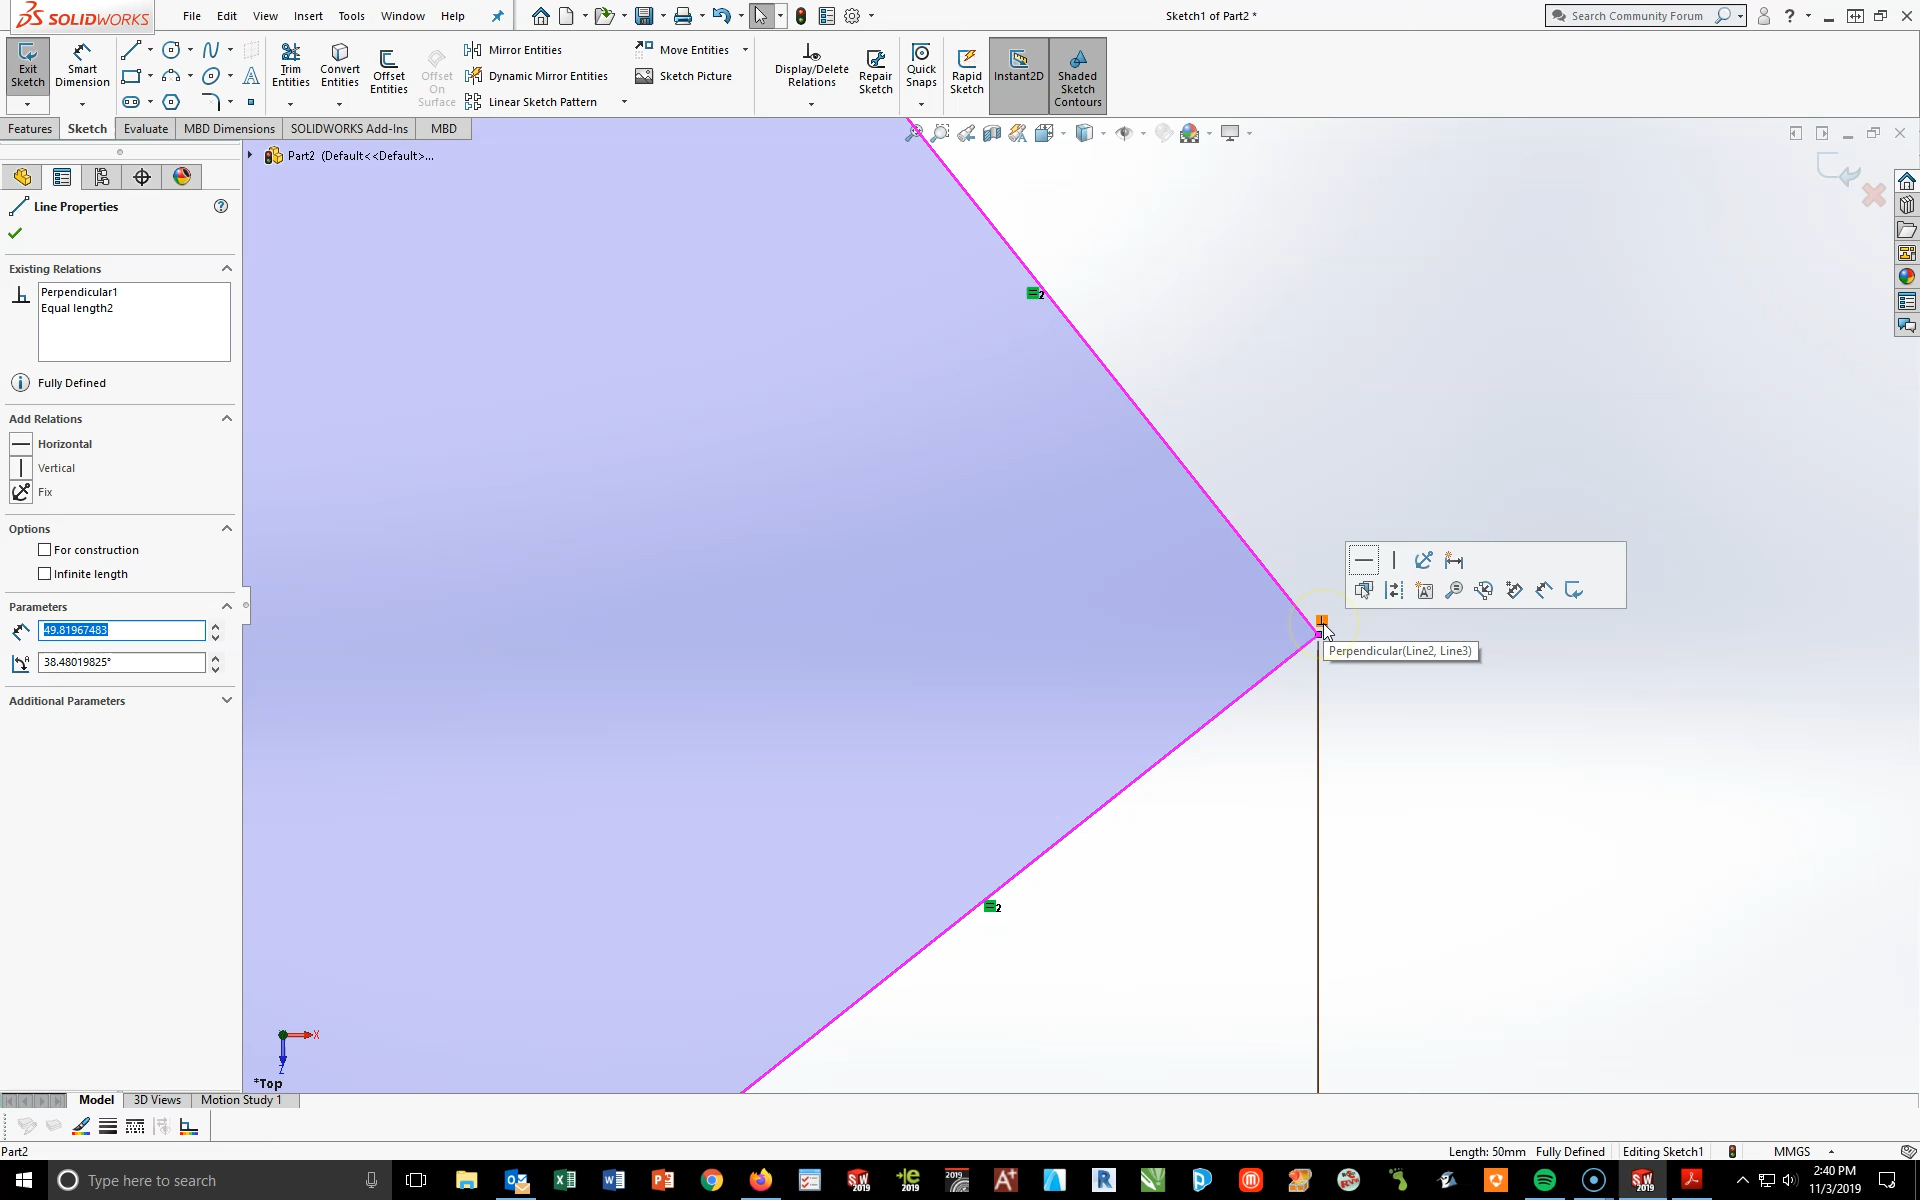 SOLIDWORKS
File Edit View Insert Tools Window Help
Sketch1 of Part2 *
Search Community Forum
Exit Sketch
Smart Dimension
Trim Entities
Convert Entities
Offset Entities
Offset On Surface
Mirror Entities
Dynamic Mirror Entities
Linear Sketch Pattern
Move Entities
Sketch Picture
Display/Delete Relations
Repair Sketch
Quick Snaps
Rapid Sketch
Instant2D
Shaded Sketch Contours
Features Sketch Evaluate MBD Dimensions SOLIDWORKS Add-Ins MBD
Part2 (Default<<Default>...
Line Properties
Existing Relations
Perpendicular1
Equal length2
Fully Defined
Add Relations
Horizontal
Vertical
Fix
Options
For construction
Infinite length
Parameters
49.81967483
38.48019825°
Additional Parameters
2
Perpendicular(Line2, Line3)
2
X
Z
*Top
Model 3D Views Motion Study 1
Part2
Length: 50mm Fully Defined Editing Sketch1 MMGS
Type here to search
2:40 PM
11/3/2019